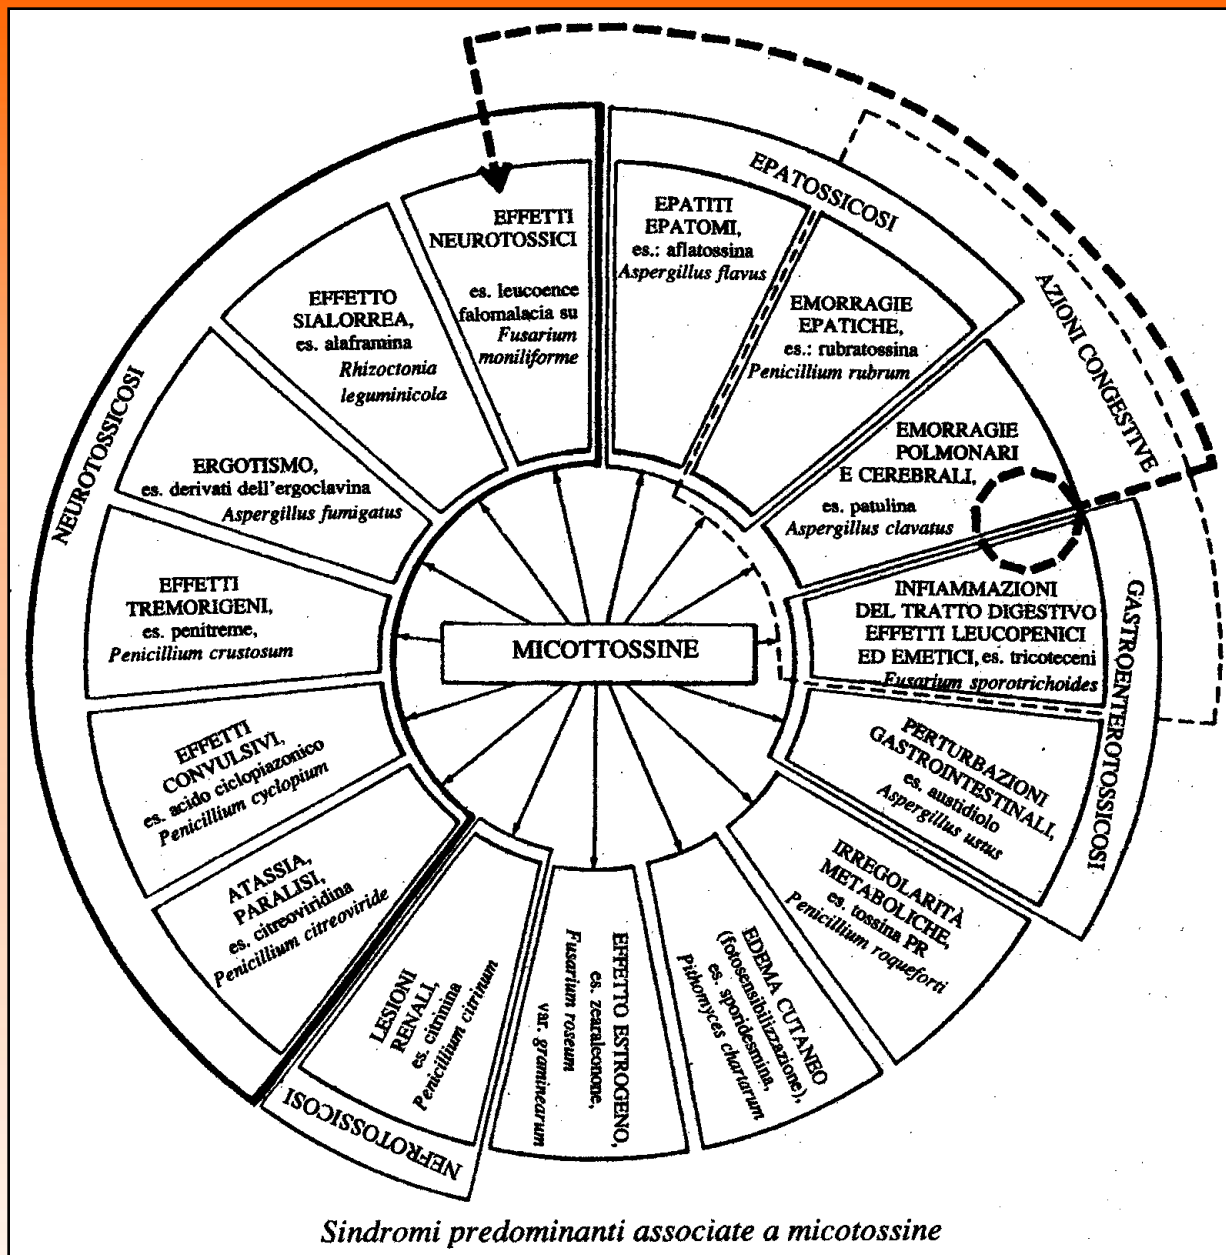 EPATOSSICOSI
EPATITI
EPATOMI,
es.: aflatossina
Aspergillus flavus
EMORRAGIE
EPATICHE,
es.: rubratossina
Penicillium rubrum
AZIONI CONGESTIVE
EMORRAGIE
POLMONARI
E CEREBRALI,
es. patulina
Aspergillus clavatus
GASTROENTEROTOSSICOSI
INFIAMMAZIONI
DEL TRATTO DIGESTIVO
EFFETTI LEUCOPENICI
ED EMETICI, es. tricoteceni
Fusarium sporotrichoides
PERTURBAZIONI
GASTROINTESTINALI,
es. austidiolo
Aspergillus ustus
IRREGOLARITÀ
METABOLICHE,
es. tossina PR
Penicillium roqueforti
EDEMA CUTANEO
(fotosensibilizzazione),
es. sporidesmina,
Pithomyces chartarum
EFFETTO ESTROGENO,
es. zearaleonone,
Fusarium roseum
var. graminearum
NEFROTOSSICOSI
LESIONI
RENALI,
es. citrinina
Penicillium citrinum
NEUROTOSSICOSI
ATASSIA,
PARALISI,
es. citreoviridina
Penicillium citreoviride
EFFETTI
CONVULSIVI,
es. acido ciclopiazonico
Penicillium cyclopium
EFFETTI
TREMORIGENI,
es. penitreme,
Penicillium crustosum
ERGOTISMO,
es. derivati dell'ergoclavina
Aspergillus fumigatus
EFFETTO
SIALORREA,
es. alaframina
Rhizoctonia
leguminicola
EFFETTI
NEUROTOSSICI
es. leucoence
falomalacia su
Fusarium
moniliforme
MICOTTOSSINE
Sindromi predominanti associate a micotossine